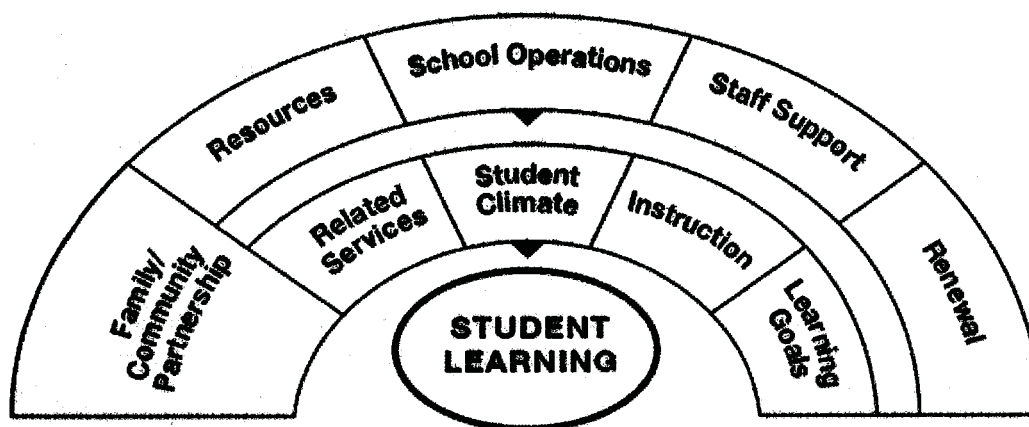 School Operations
Resources
Staff Support
Student
Climate
Related
Services
Instruction
Family/
Community
Partnership
Learning
Goals
Renewal
STUDENT
LEARNING